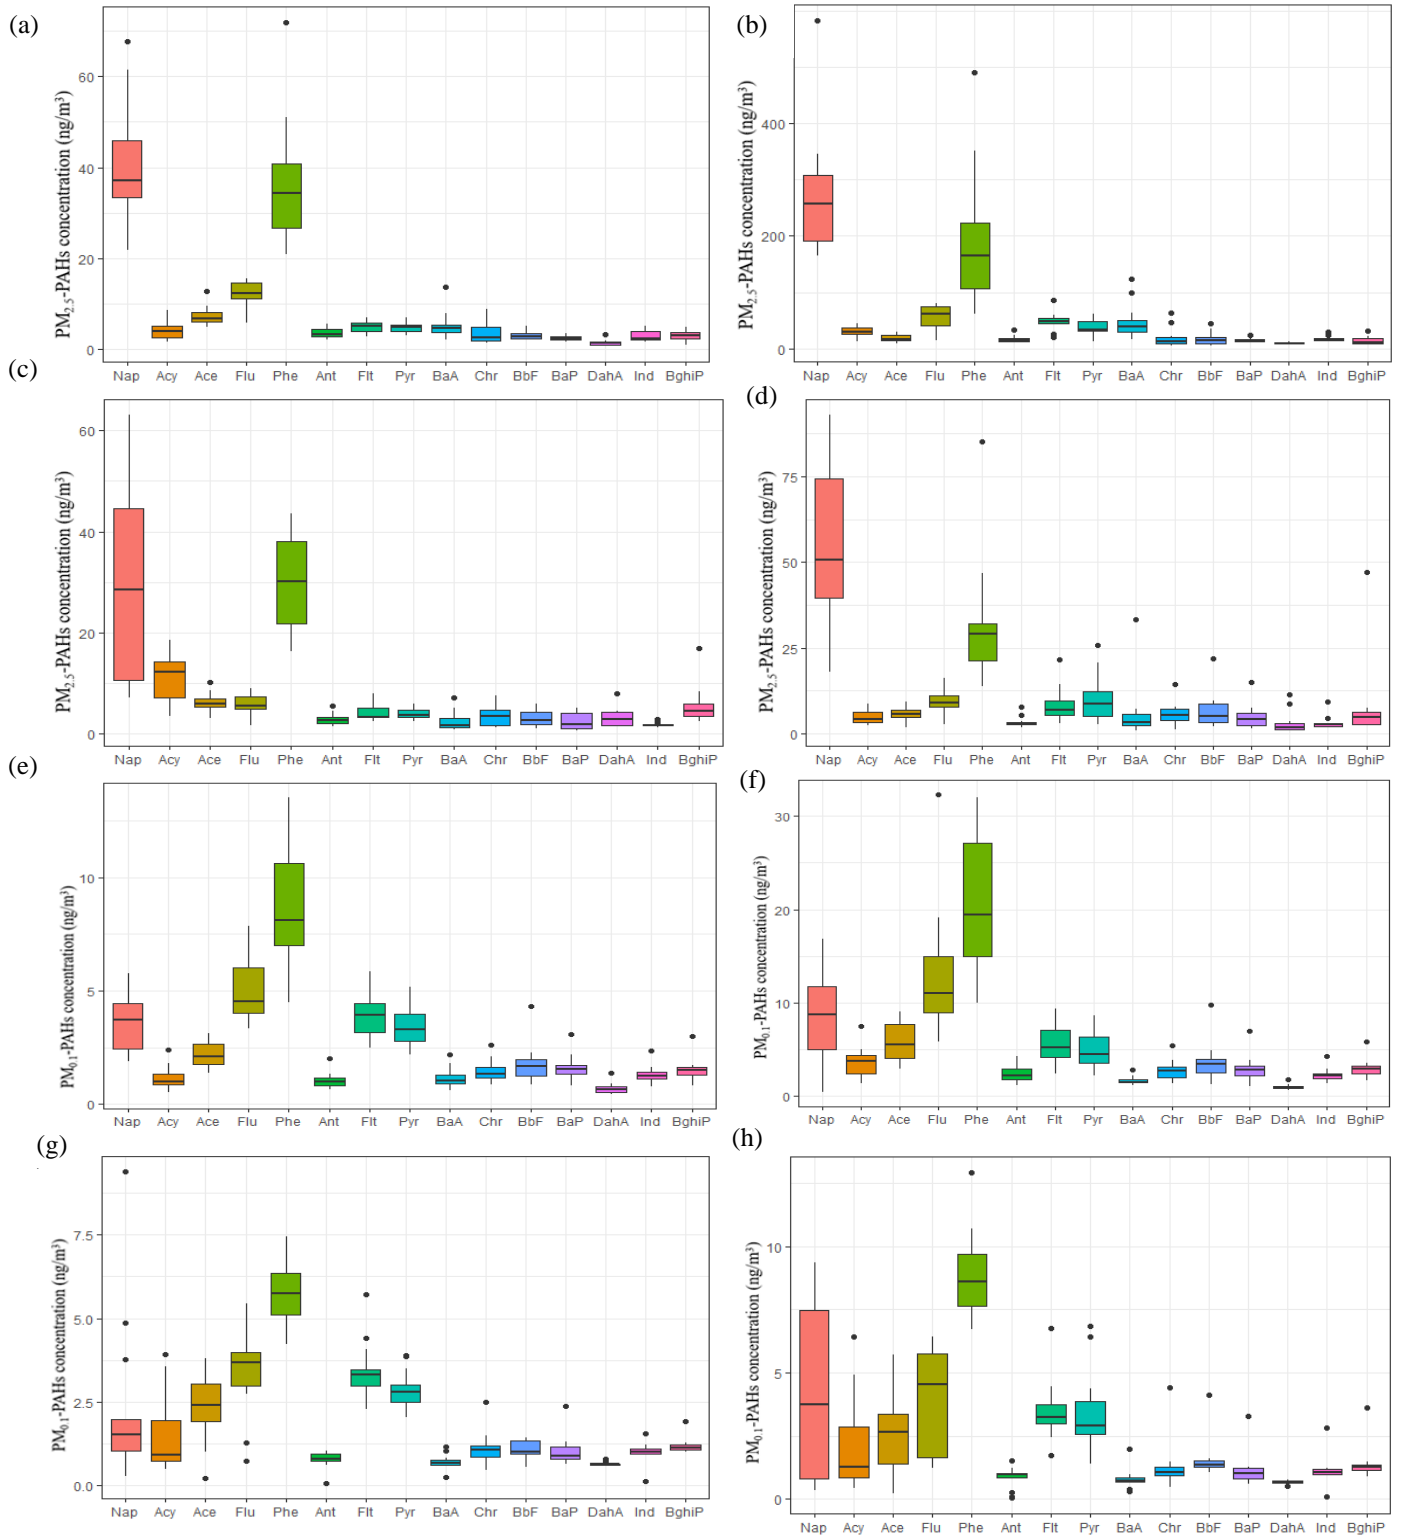 (a)
PM2.5-PAHs concentration (ng/m³)
60
40
20
0
Nap Acy Ace Flu Phe Ant Flt Pyr BaA Chr BbF BaP DahA Ind BghiP
(b)
PM2.5-PAHs concentration (ng/m³)
400
200
0
Nap Acy Ace Flu Phe Ant Flt Pyr BaA Chr BbF BaP DahA Ind BghiP
(c)
PM2.5-PAHs concentration (ng/m³)
60
40
20
0
Nap Acy Ace Flu Phe Ant Flt Pyr BaA Chr BbF BaP DahA Ind BghiP
(d)
PM2.5-PAHs concentration (ng/m³)
75
50
25
0
Nap Acy Ace Flu Phe Ant Flt Pyr BaA Chr BbF BaP DahA Ind BghiP
(e)
PM0.1-PAHs concentration (ng/m³)
10
5
0
Nap Acy Ace Flu Phe Ant Flt Pyr BaA Chr BbF BaP DahA Ind BghiP
(f)
PM0.1-PAHs concentration (ng/m³)
30
20
10
0
Nap Acy Ace Flu Phe Ant Flt Pyr BaA Chr BbF BaP DahA Ind BghiP
(g)
PM0.1-PAHs concentration (ng/m³)
7.5
5.0
2.5
0.0
Nap Acy Ace Flu Phe Ant Flt Pyr BaA Chr BbF BaP DahA Ind BghiP
(h)
PM0.1-PAHs concentration (ng/m³)
10
5
0
Nap Acy Ace Flu Phe Ant Flt Pyr BaA Chr BbF BaP DahA Ind BghiP